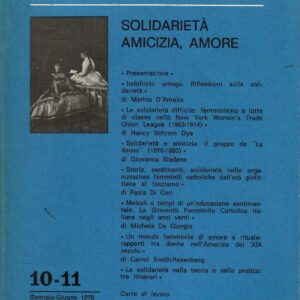 SOLIDARIETÀ
AMICIZIA, AMORE
• Presentazione •
• Indefinito omega. Riflessioni sulla soli-
darietà •
di Marina D'Amelia
• La solidarietà difficile: femminismo e lotta
di classe nella New York Women's Trade
Union League (1903-1914) •
di Nancy Schrom Dye
• Solidarietà e amicizia: il gruppo de "La
donna" (1870-1880) •
di Giovanna Biadene
• Storia, sentimenti, solidarietà nelle orga-
nizzazioni femminili cattoliche dall'età giolit-
tiana al fascismo •
di Paola Di Cori
• Metodi e tempi di un'educazione sentimen-
tale. La Gioventù Femminile Cattolica Ita-
liana negli anni venti •
di Michela De Giorgio
• Un mondo femminile di amore e rituale:
rapporti tra donne nell'America del XIX
secolo •
di Carrol Smith-Rosenberg
• La solidarietà nella teoria e nella pratica:
tre itinerari •
10-11
Gennaio-Giugno 1979
Carte di lavoro